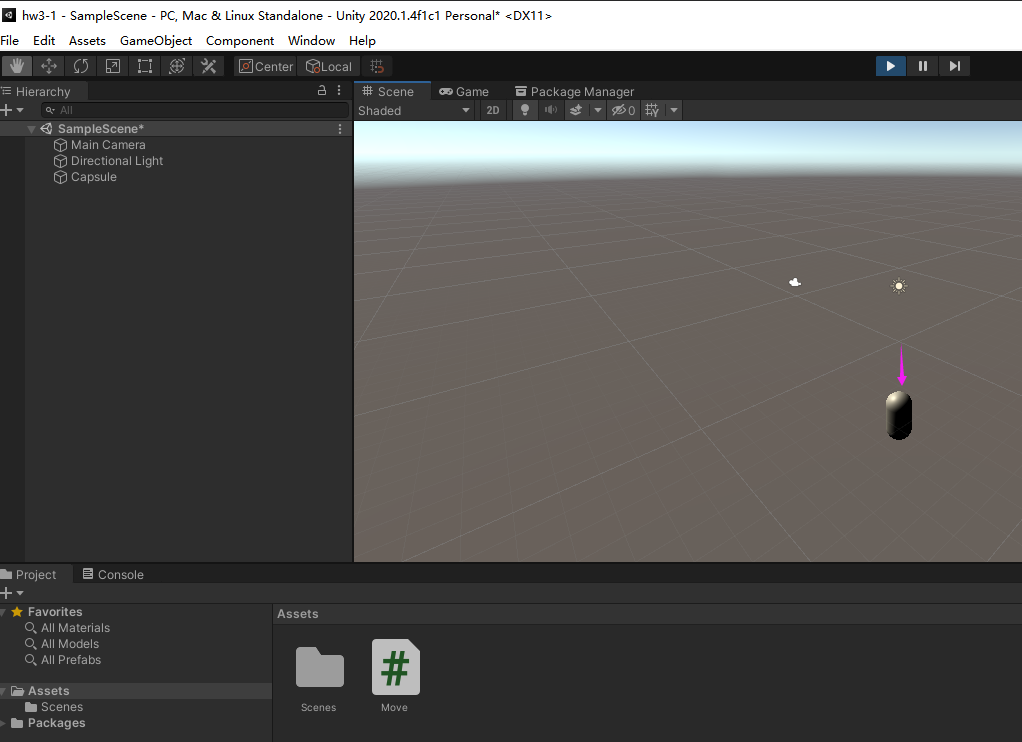 hw3-1 - SampleScene - PC, Mac & Linux Standalone - Unity 2020.1.4f1c1 Personal* <DX11>
File Edit Assets GameObject Component Window Help
Center Local
Hierarchy Scene Game Package Manager
All Shaded 2D 0
SampleScene*
Main Camera
Directional Light
Capsule
Project Console
Favorites Assets
All Materials
All Models
All Prefabs
Assets
Scenes Scenes Move
Packages